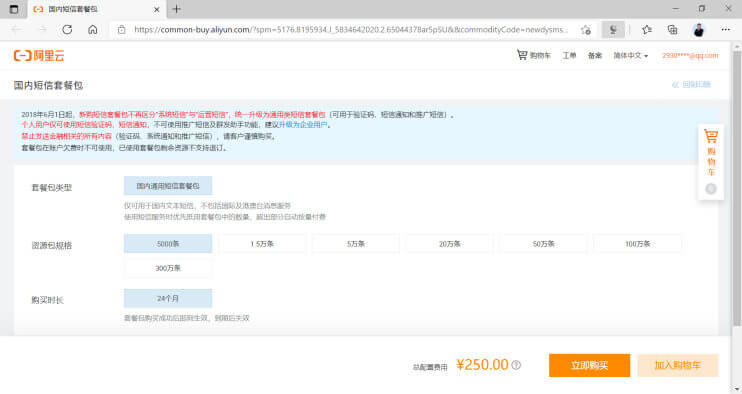 国内短信套餐包
https://common-buy.aliyun.com/?spm=5176.8195934.J_5834642020.2.65044378ar5pSU&&commodityCode=newdysms...
阿里云
购物车
工单
备案
简体中文
2930****@qq.com
国内短信套餐包
回到旧版
2018年6月1日起，新购短信套餐包不再区分“系统短信”与“运营短信”，统一升级为通用类短信套餐包（可用于验证码、短信通知和推广短信）。
个人用户仅可使用短信验证码、短信通知，不可使用推广短信及群发助手功能，建议升级为企业用户。
禁止发送金融相关的所有内容（验证码、系统通知和推广短信），请客户谨慎购买。
套餐包在账户欠费时不可使用，已使用套餐包剩余资源不支持退订。
购物车
0
套餐包类型
国内通用短信套餐包
仅可用于国内文本短信，不包括国际及港澳台消息服务
使用短信服务时优先抵用套餐包中的数量，超出部分自动按量付费
资源包规格
5000条
1.5万条
5万条
20万条
50万条
100万条
300万条
购买时长
24个月
套餐包购买成功后即刻生效，到期后失效
总配置费用
¥250.00
立即购买
加入购物车